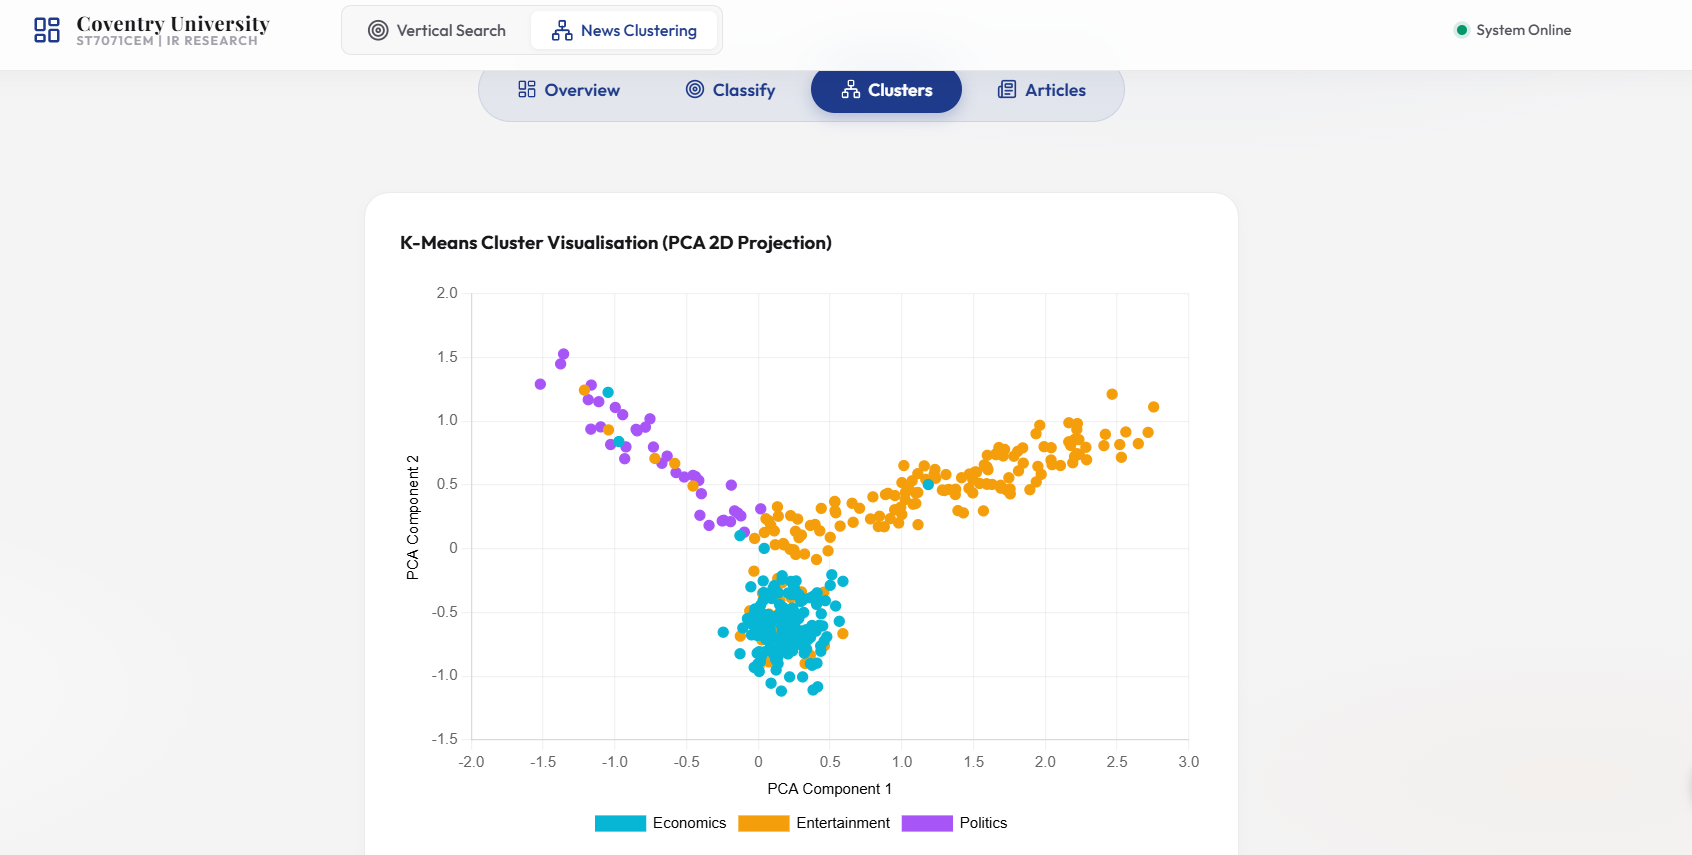 Coventry University
ST7071CEM | IR RESEARCH
Vertical Search
News Clustering
System Online
Overview
Classify
Clusters
Articles
K-Means Cluster Visualisation (PCA 2D Projection)
2.0
1.5
1.0
0.5
0
-0.5
-1.0
-1.5
PCA Component 2
-2.0 -1.5 -1.0 -0.5 0 0.5 1.0 1.5 2.0 2.5 3.0
PCA Component 1
Economics Entertainment Politics